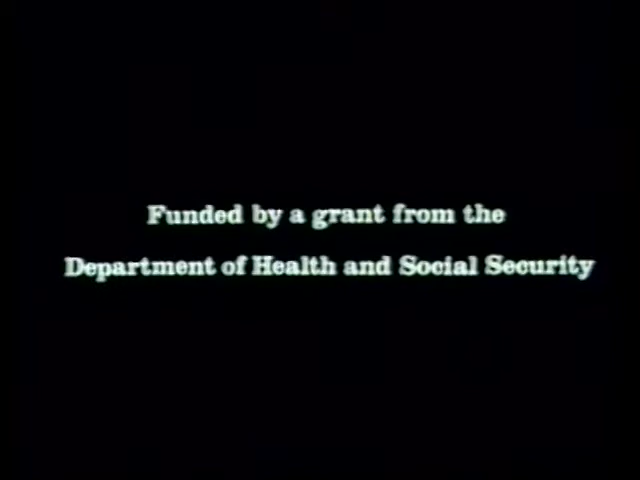 Funded by a grant from the
Department of Health and Social Security